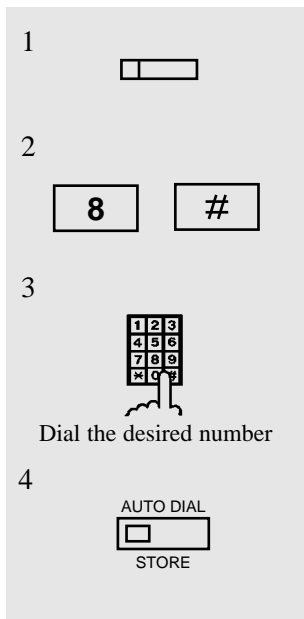 1
2
8 #
3
1 2 3
4 5 6
7 8 9
* 0 #
Dial the desired number
4
AUTO DIAL
STORE